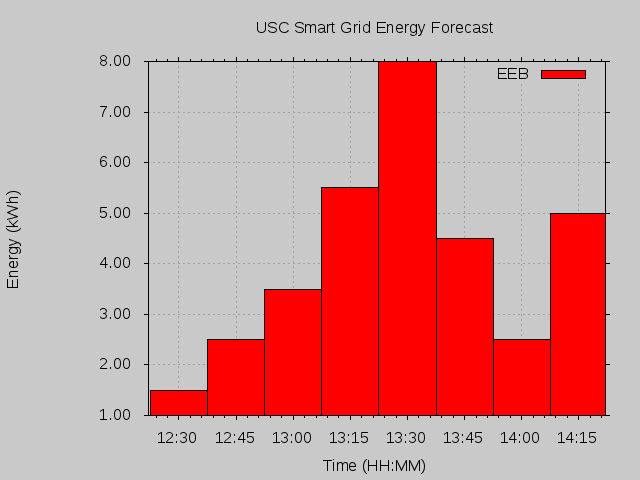 USC Smart Grid Energy Forecast
EEB
8.00
7.00
6.00
5.00
4.00
3.00
2.00
1.00
Energy (kWh)
12:30 12:45 13:00 13:15 13:30 13:45 14:00 14:15
Time (HH:MM)